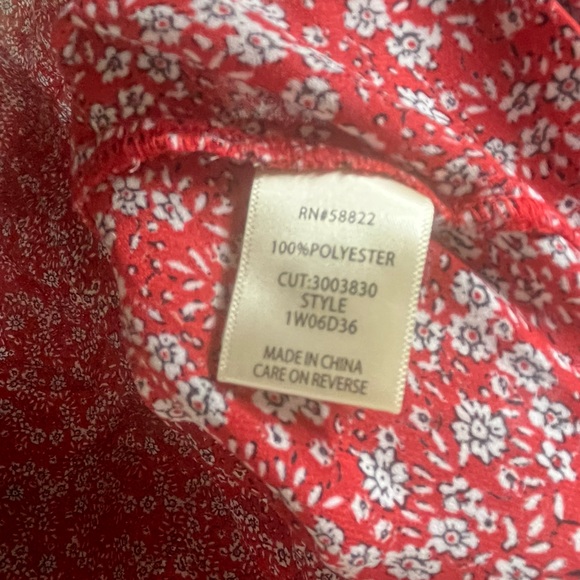 RN#58822
100%POLYESTER
CUT:3003830
STYLE
1W06D36
MADE IN CHINA
CARE ON REVERSE